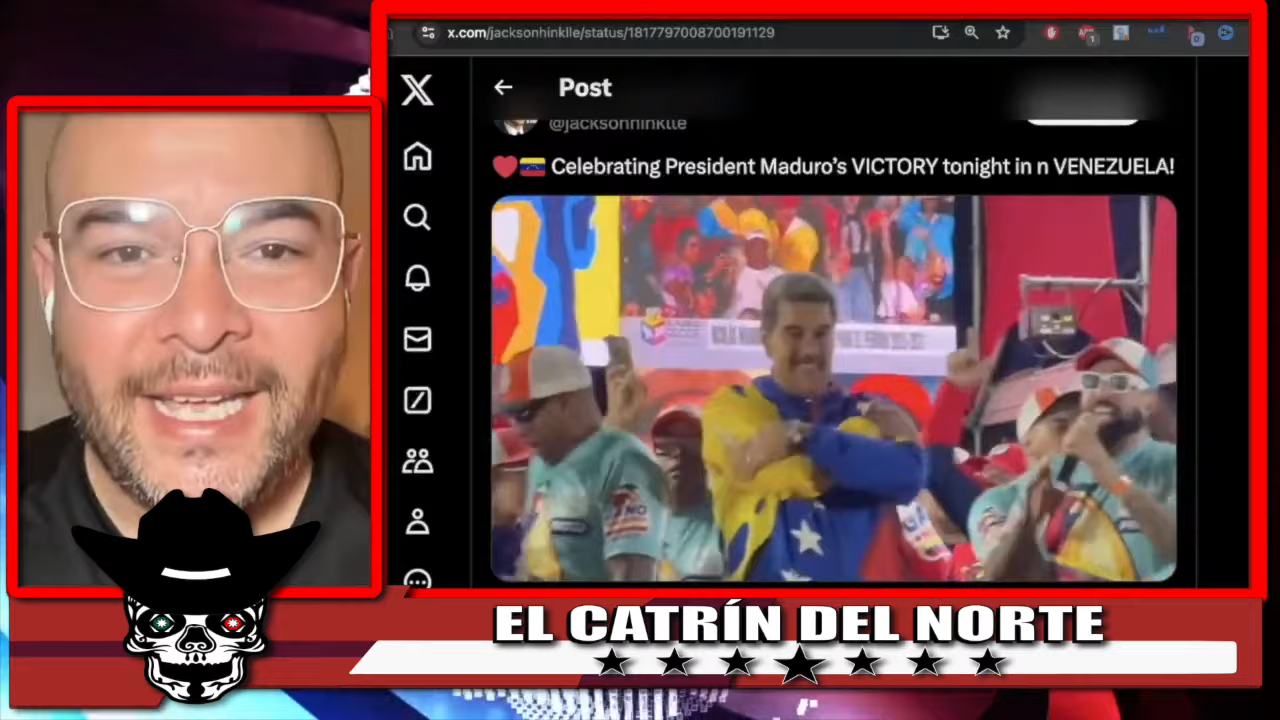 x.com/jacksonhinklle/status/1817797008700191129
Post
@jacksonhinklle
Celebrating President Maduro's VICTORY tonight in n VENEZUELA!
EL CATRÍN DEL NORTE